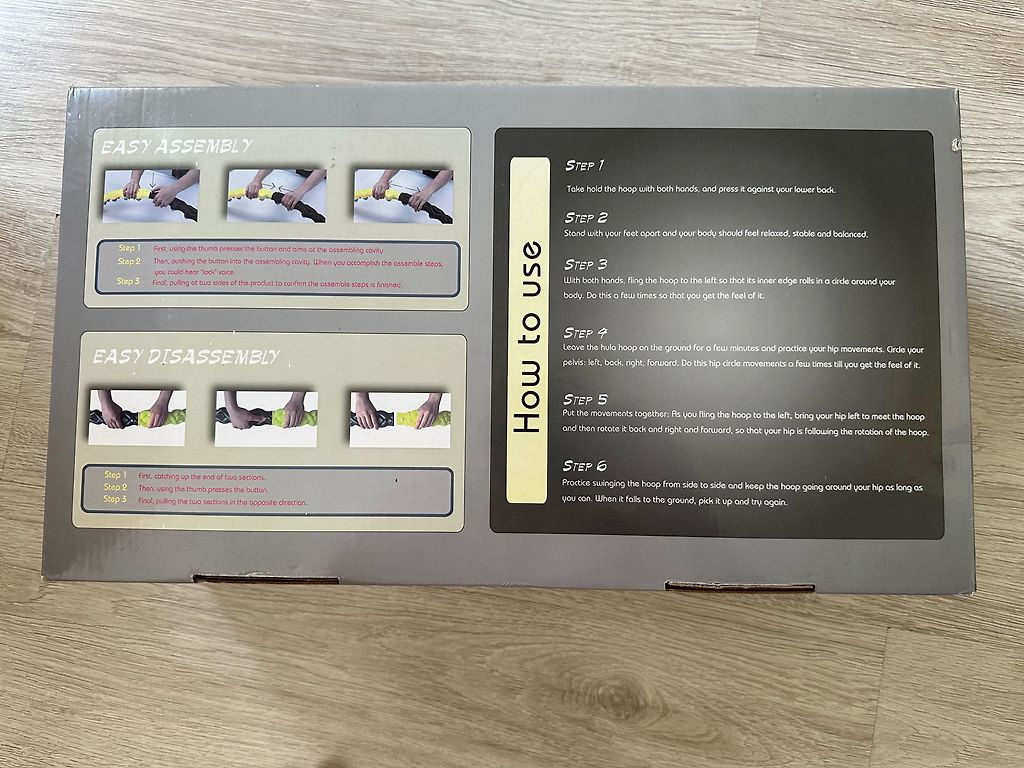 EASY ASSEMBLY
Step 1 First, using the thumb presses the button and aims at the assembling cavity
Step 2 Then, pushing the button into the assembling cavity. When you accomplish the assemble steps,
you could hear "lock" voice.
Step 3 Final, pulling at two sides of the product to confirm the assemble steps is finished.
EASY DISASSEMBLY
Step 1 First, catching up the end of two sections.
Step 2 Then, using the thumb presses the button.
Step 3 Final, pulling the two sections in the opposite direction.
How to use
STEP 1
Take hold the hoop with both hands, and press it against your lower back.
STEP 2
Stand with your feet apart and your body should feel relaxed, stable and balanced.
STEP 3
With both hands, fling the hoop to the left so that its inner edge rolls in a circle around your
body. Do this a few times so that you get the feel of it.
STEP 4
Leave the hula hoop on the ground for a few minutes and practice your hip movements. Circle your
pelvis: left, back, right, forward. Do this hip circle movements a few times till you get the feel of it.
STEP 5
Put the movements together: As you fling the hoop to the left, bring your hip left to meet the hoop
and then rotate it back and right and forward, so that your hip is following the rotation of the hoop.
STEP 6
Practice swinging the hoop from side to side and keep the hoop going around your hip as long as
you can. When it falls to the ground, pick it up and try again.